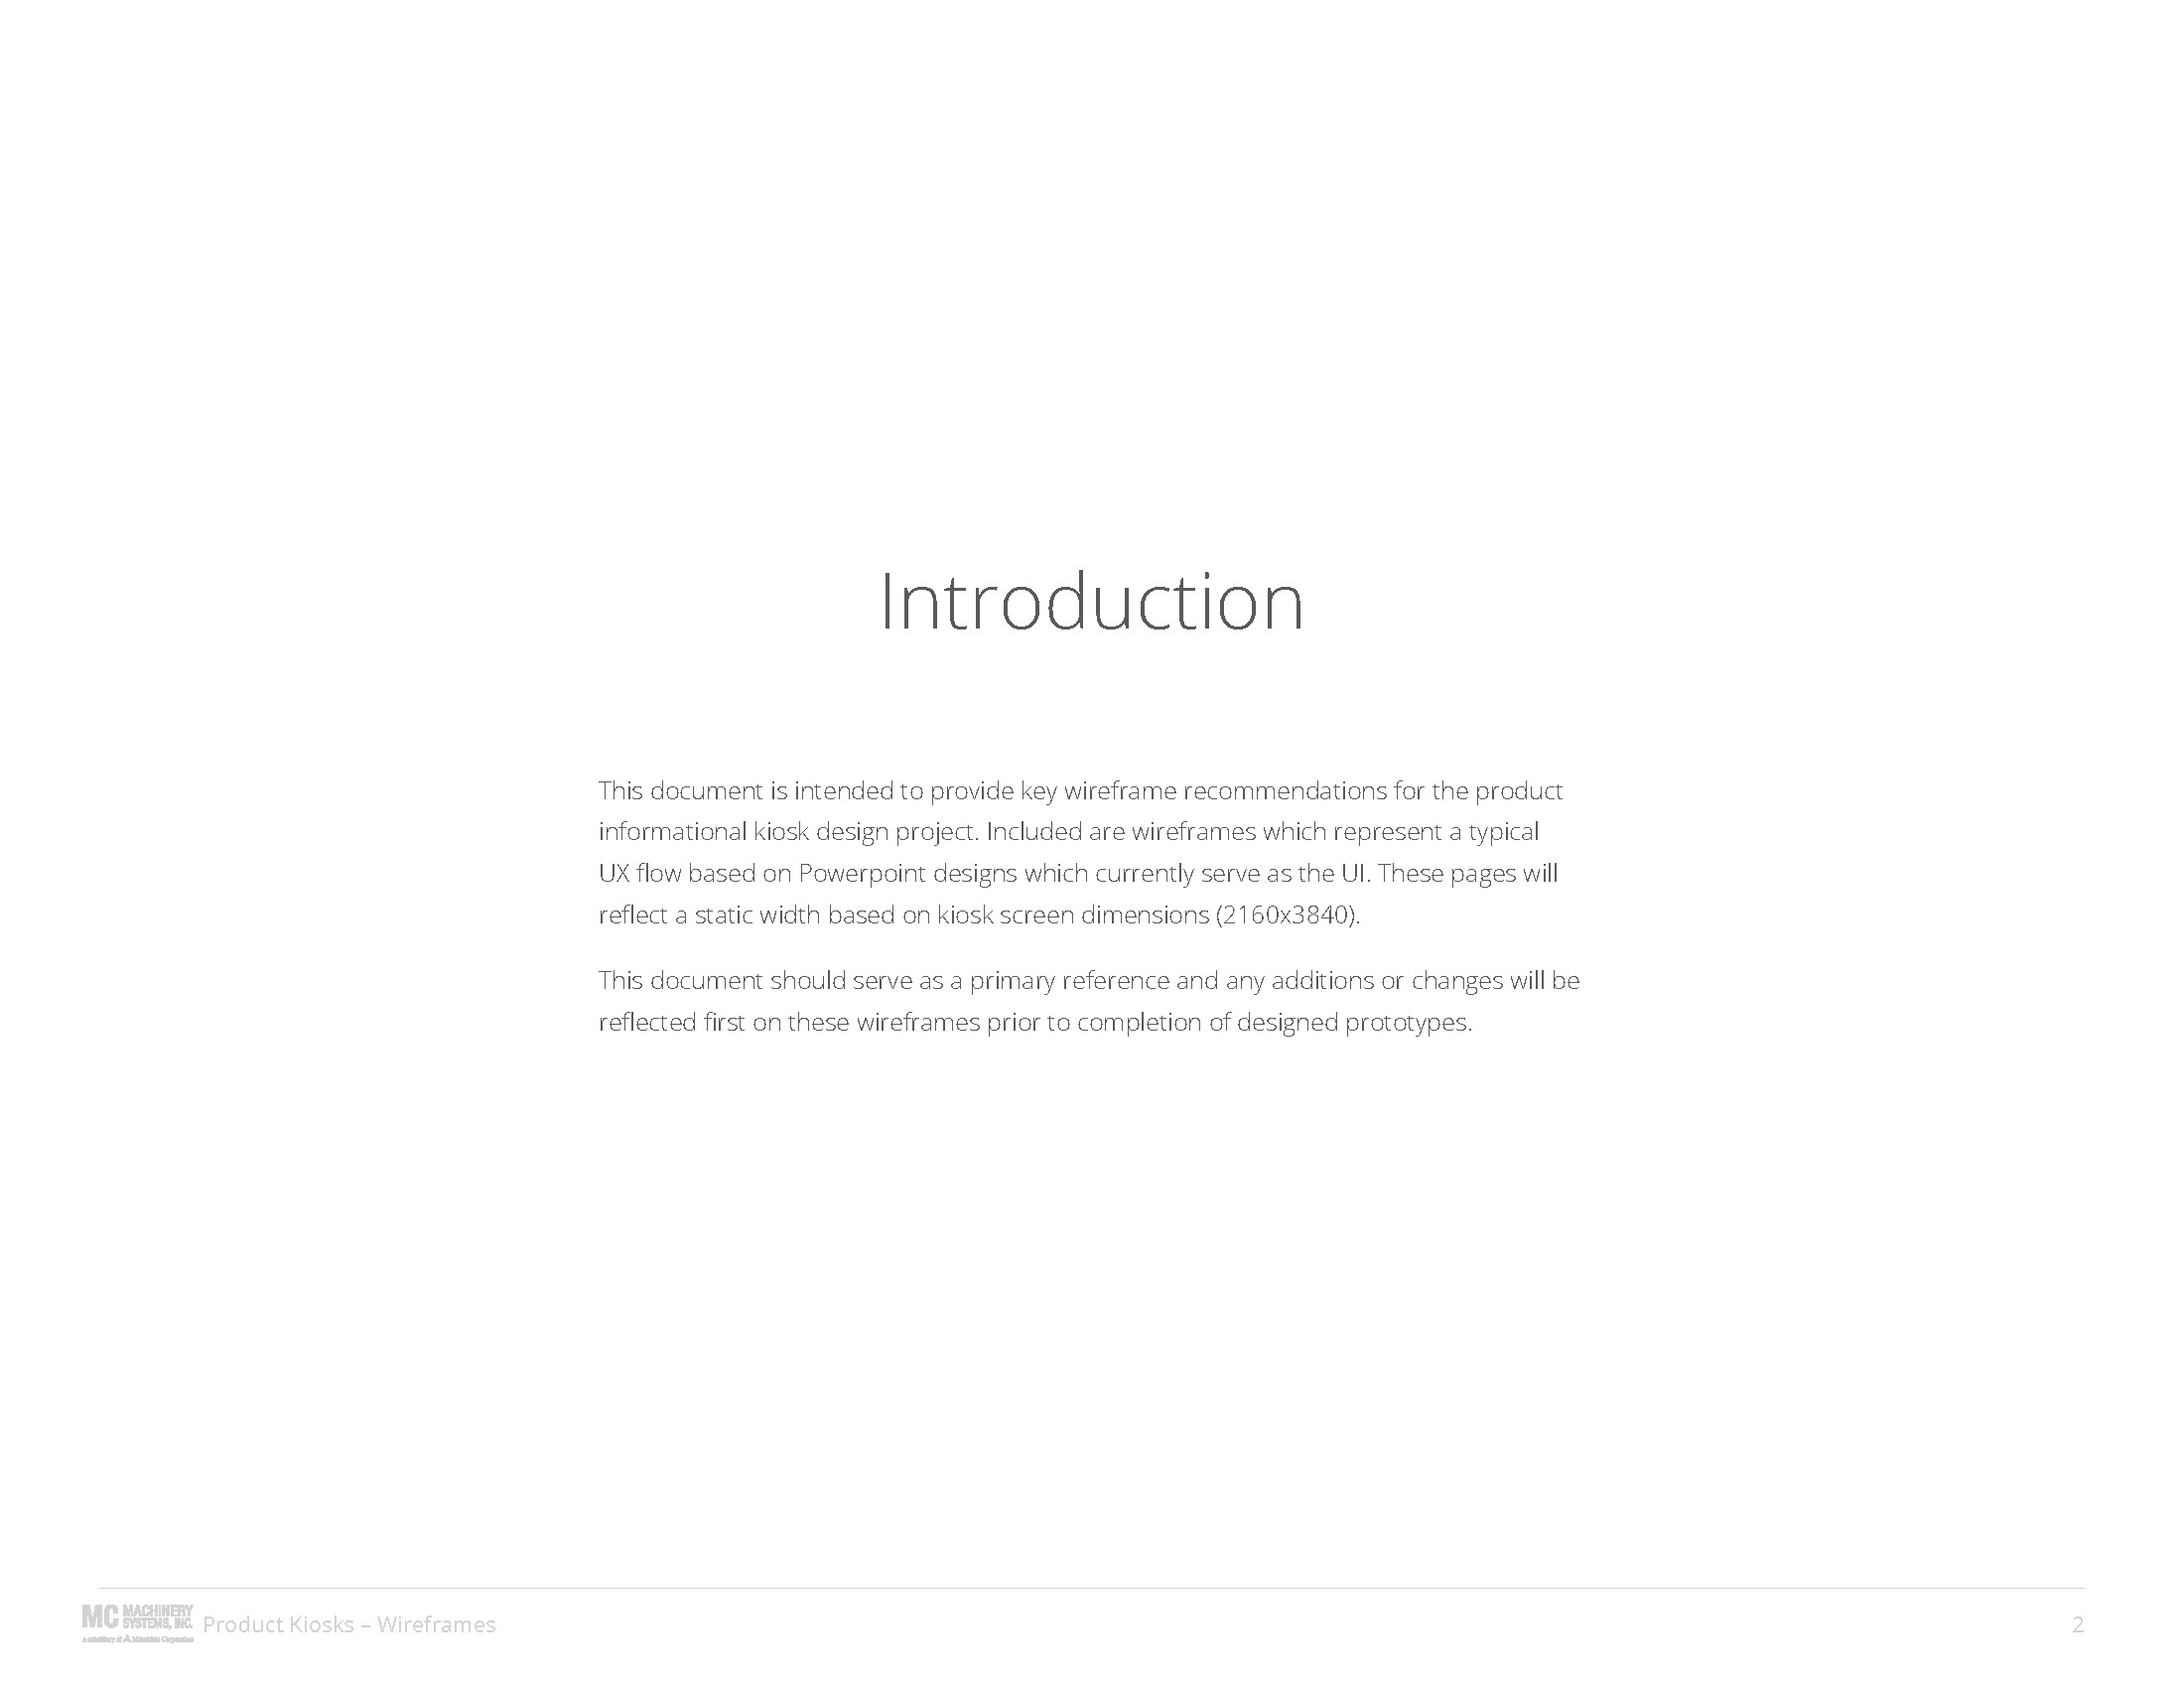 Introduction
This document is intended to provide key wireframe recommendations for the product
informational kiosk design project. Included are wireframes which represent a typical
UX flow based on Powerpoint designs which currently serve as the UI. These pages will
reflect a static width based on kiosk screen dimensions (2160x3840).
This document should serve as a primary reference and any additions or changes will be
reflected first on these wireframes prior to completion of designed prototypes.
MC MACHINERY
SYSTEMS, INC.
a subsidiary of Mitsubishi Corporation
Product Kiosks – Wireframes
2